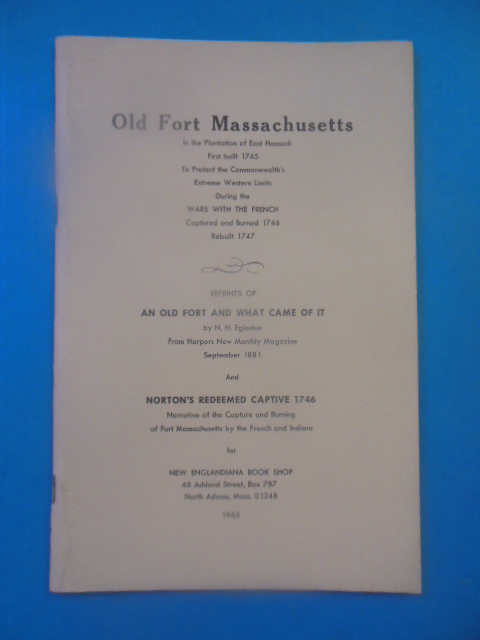 Old Fort Massachusetts
In the Plantation of East Hoosuck
First built 1745
To Protect the Commonwealth's
Extreme Western Limits
During the
WARS WITH THE FRENCH
Captured and Burned 1746
Rebuilt 1747
REPRINTS OF
AN OLD FORT AND WHAT CAME OF IT
by N. H. Egleston
From Harpers New Monthly Magazine
September 1881
And
NORTON'S REDEEMED CAPTIVE 1746
Narrative of the Capture and Burning
of Fort Massachusetts by the French and Indians
for
NEW ENGLANDIANA BOOK SHOP
48 Ashland Street, Box 787
North Adams, Mass. 01248
1965